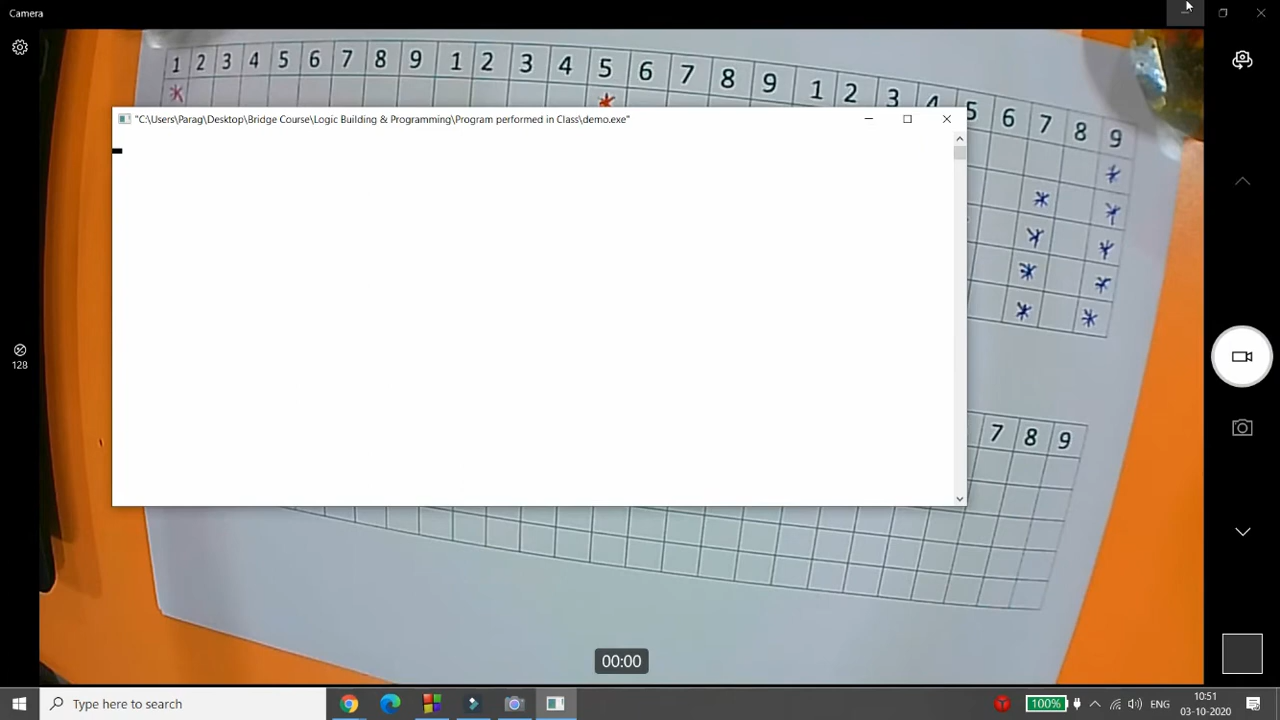 Camera
1 2 3 4 5 6 7 8 9 1 2 3 4 5 6 7 8 9 1 2 3 4 5 6 7 8 9
* *
"C:\Users\Parag\Desktop\Bridge Course\Logic Building & Programming\Program performed in Class\demo.exe"
*
* *
* *
* *
* *
128
7 8 9
00:00
Type here to search
100%
ENG
10:51
03-10-2020